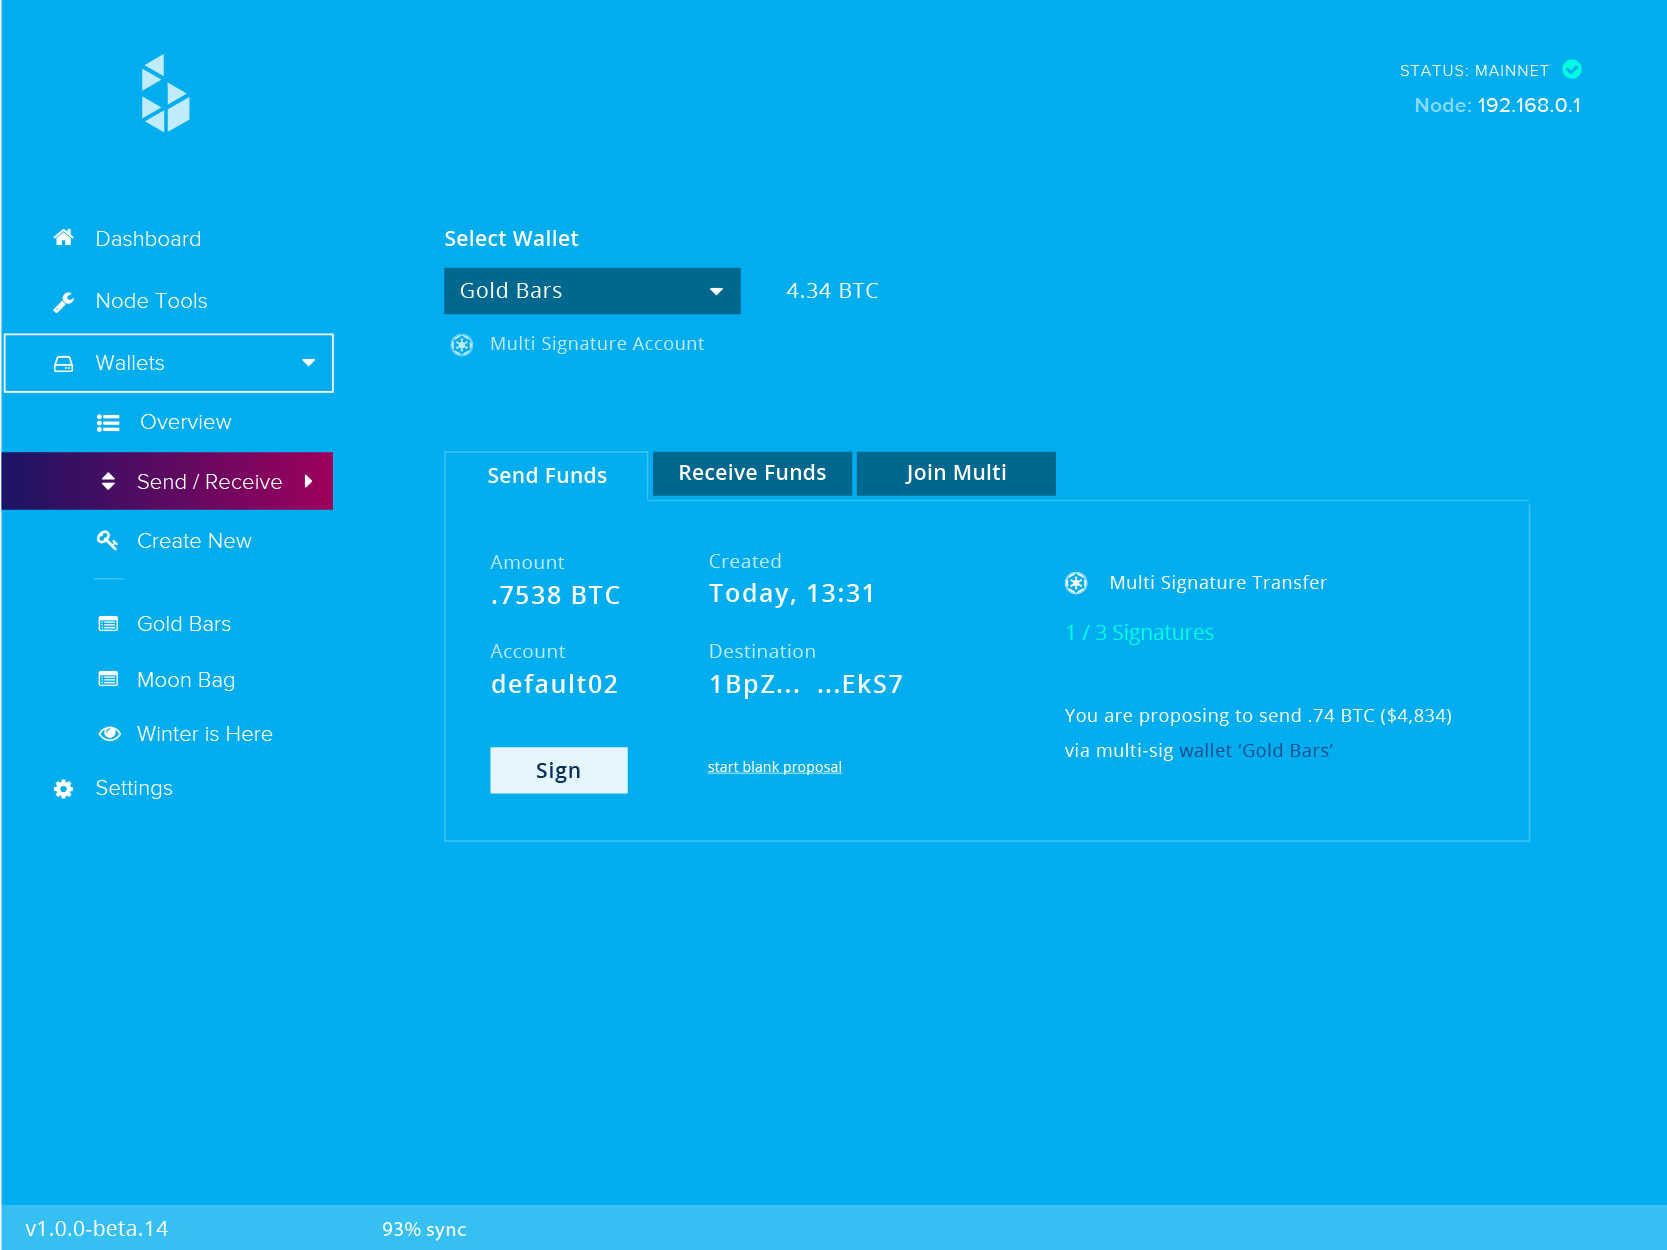 STATUS: MAINNET
Node: 192.168.0.1
Dashboard
Node Tools
Wallets
Overview
Send / Receive
Create New
Gold Bars
Moon Bag
Winter is Here
Settings
Select Wallet
Gold Bars
4.34 BTC
Multi Signature Account
Send Funds
Receive Funds
Join Multi
Amount
.7538 BTC
Created
Today, 13:31
Account
default02
Destination
1BpZ... ...EkS7
Sign
start blank proposal
Multi Signature Transfer
1 / 3 Signatures
You are proposing to send .74 BTC ($4,834)
via multi-sig wallet ‘Gold Bars’
v1.0.0-beta.14
93% sync